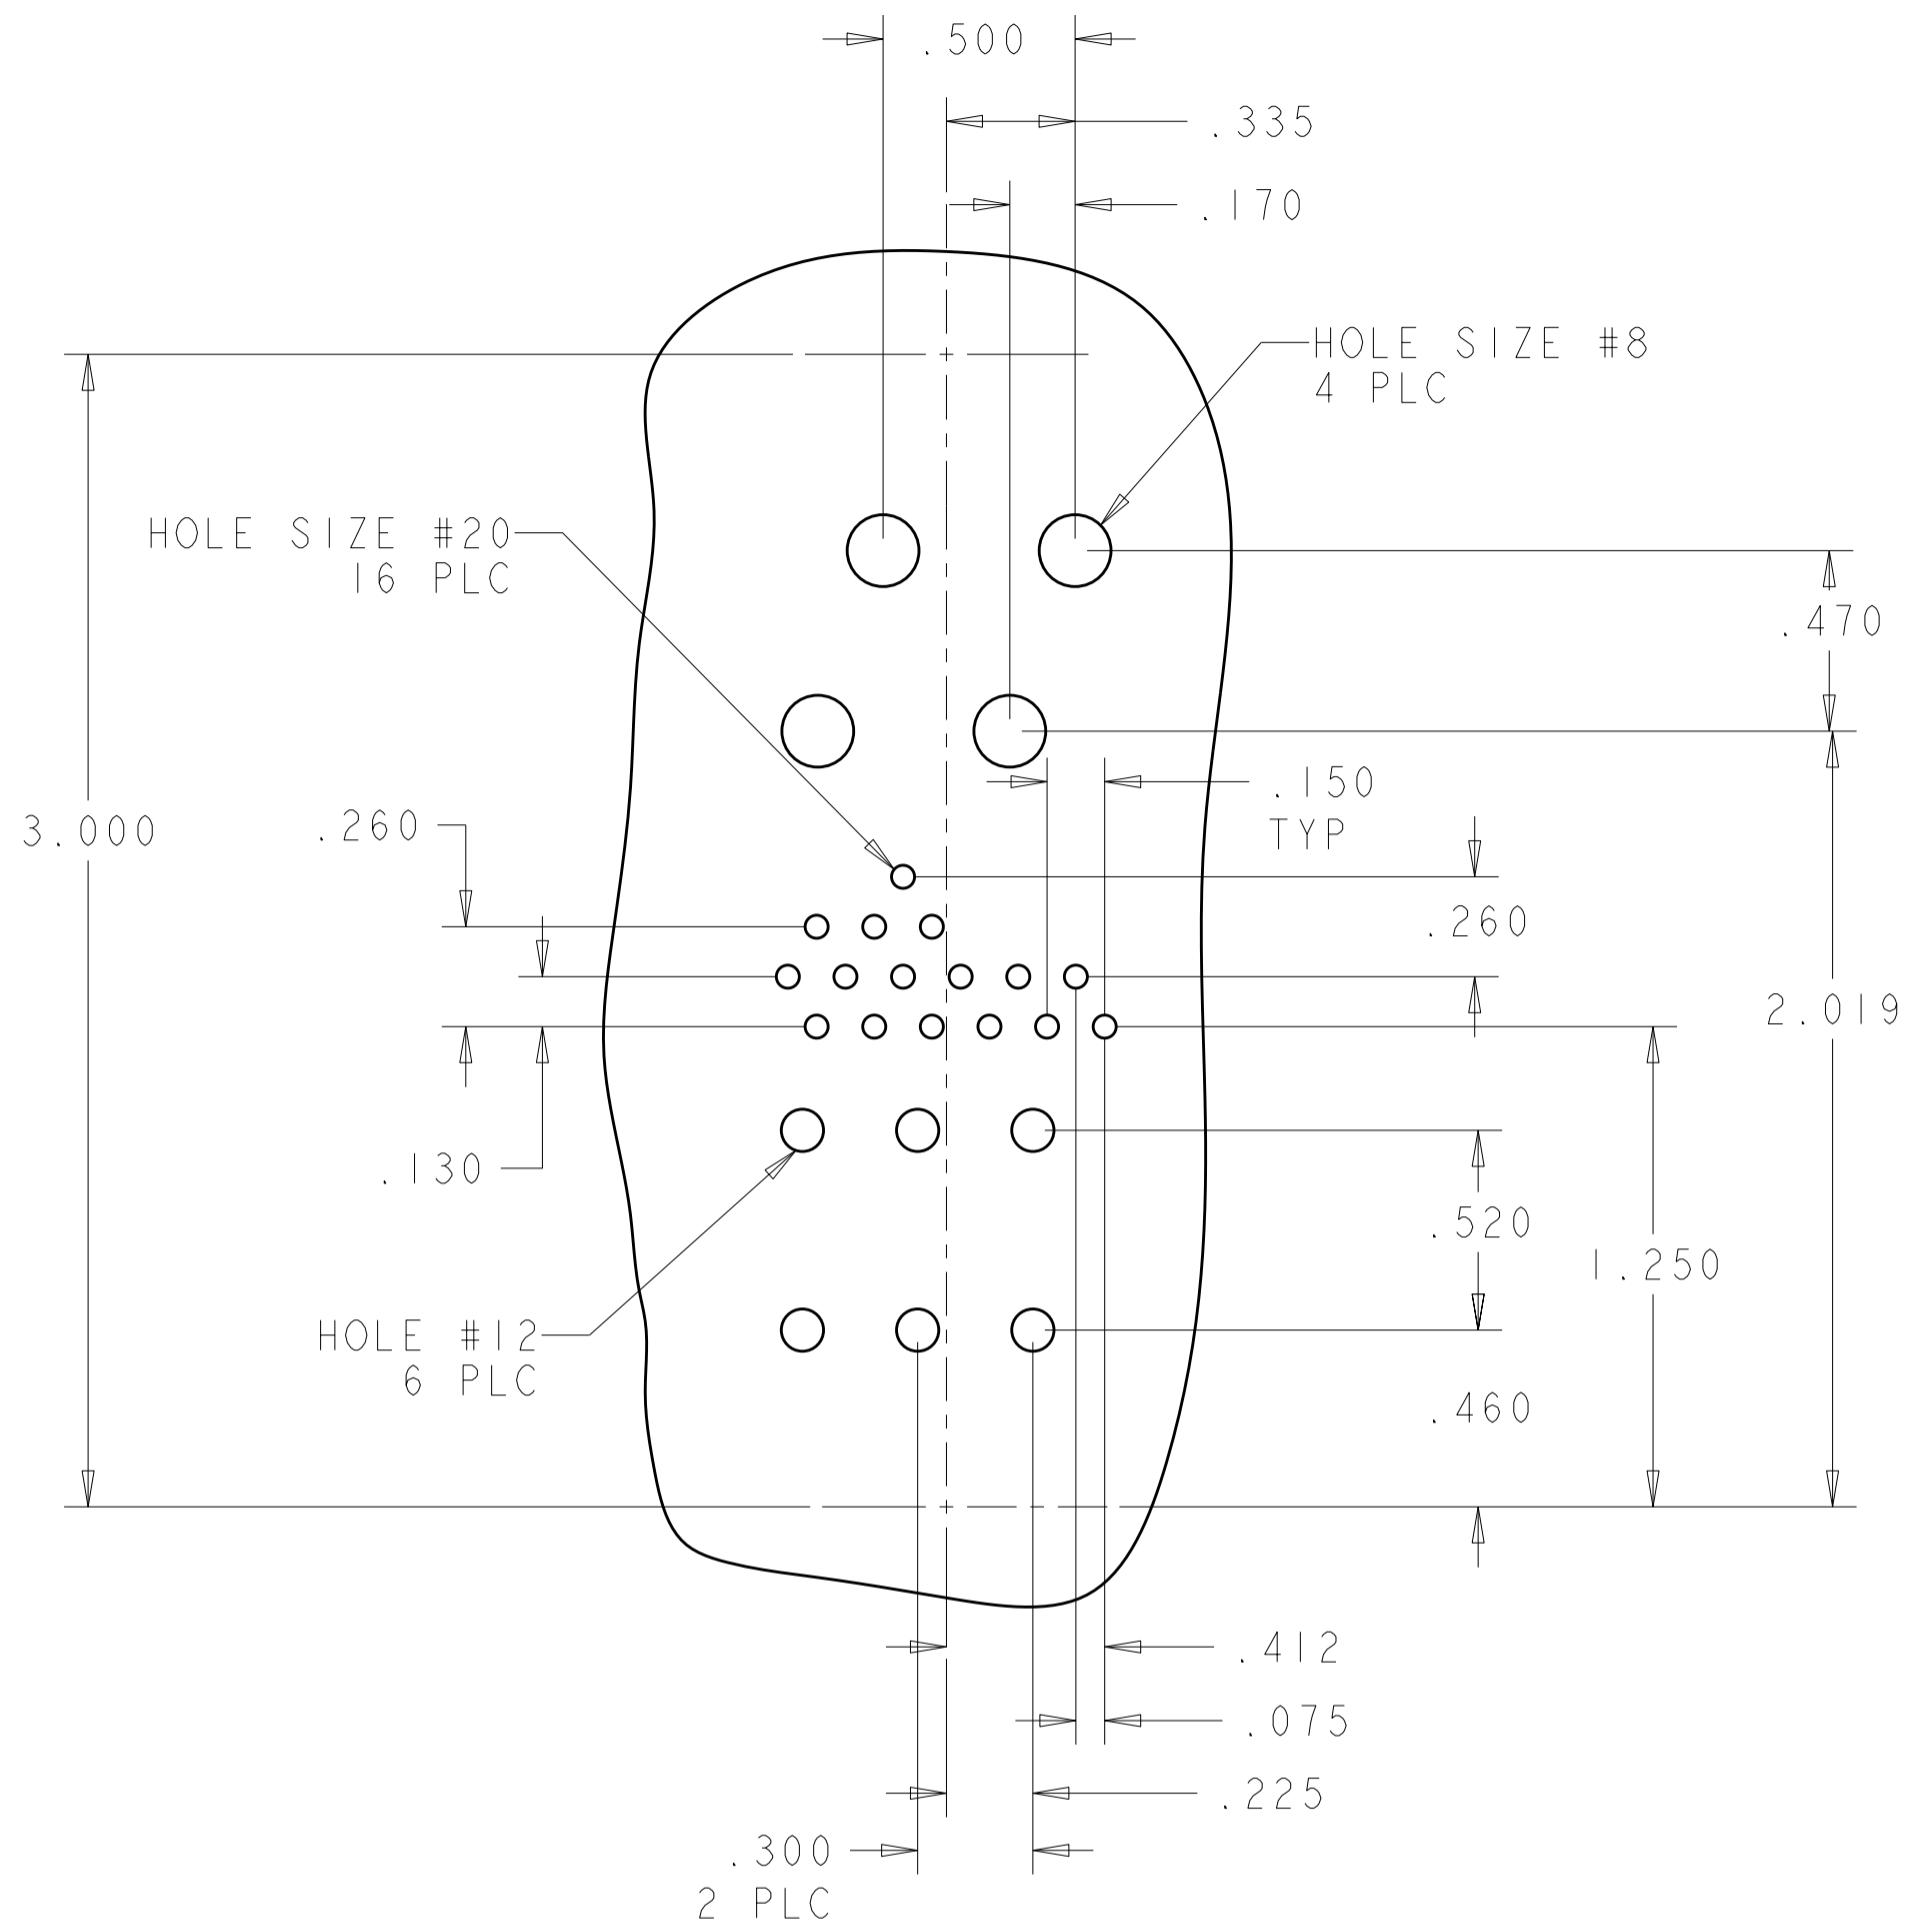 .500
.335
.170
HOLE SIZE #8
4 PLC
HOLE SIZE #20
16 PLC
.470
.150
TYP
3.000
.260
.260
2.019
.130
.520
1.250
HOLE #12
6 PLC
.460
.412
.075
.225
.300
2 PLC